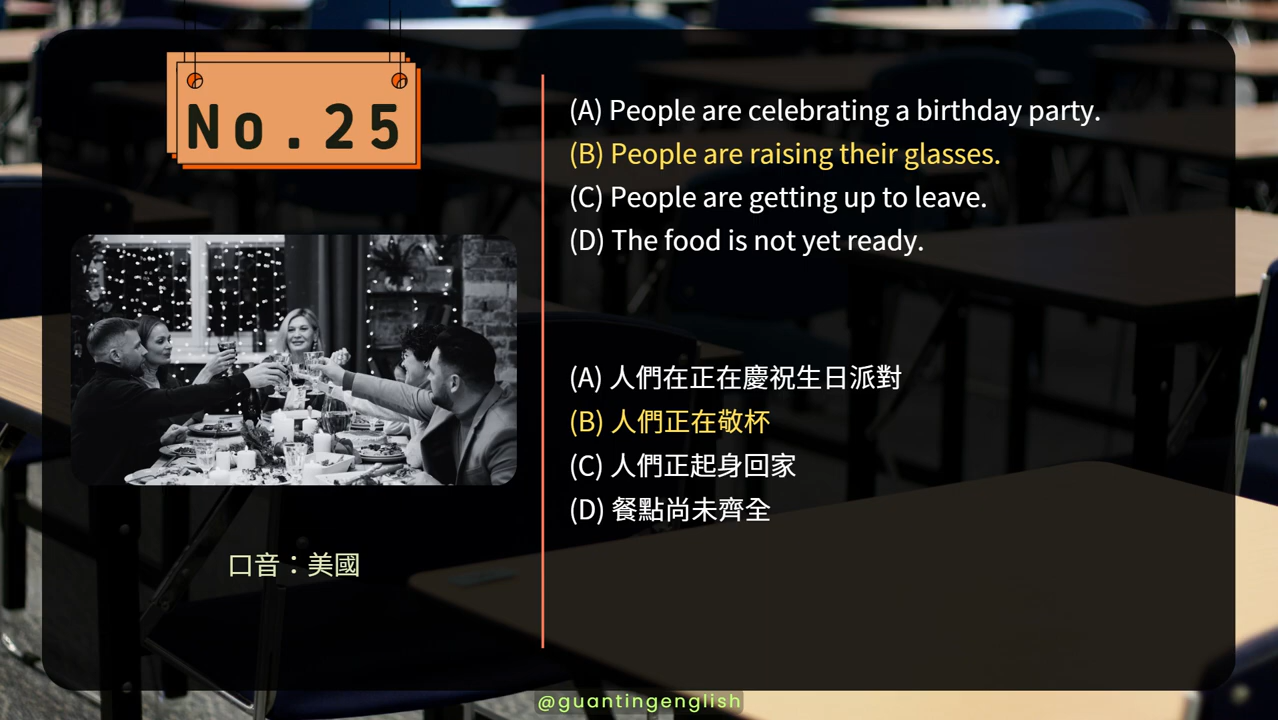 No.25
(A) People are celebrating a birthday party.
(B) People are raising their glasses.
(C) People are getting up to leave.
(D) The food is not yet ready.
(A) 人們在正在慶祝生日派對
(B) 人們正在敬杯
(C) 人們正起身回家
(D) 餐點尚未齊全
口音：美國
@guantingenglish